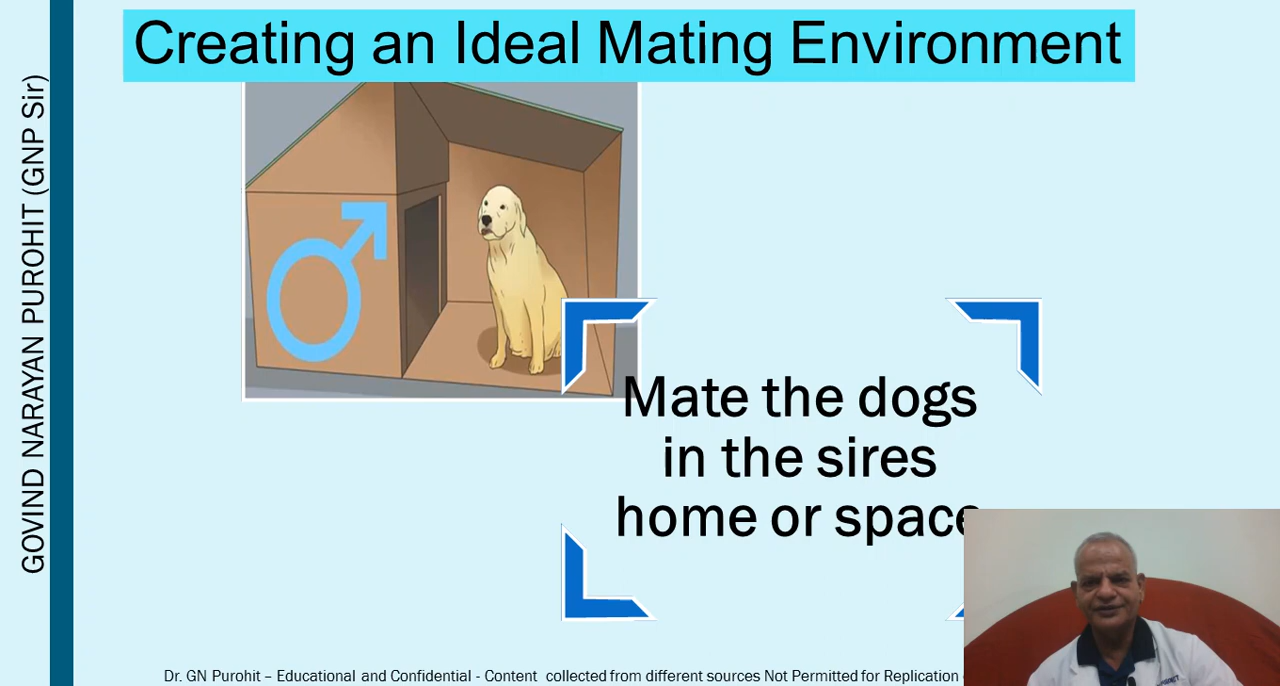 Creating an Ideal Mating Environment
GOVIND NARAYAN PUROHIT (GNP Sir)
Mate the dogs
in the sires
home or space
Dr. GN Purohit – Educational and Confidential - Content collected from different sources Not Permitted for Replication